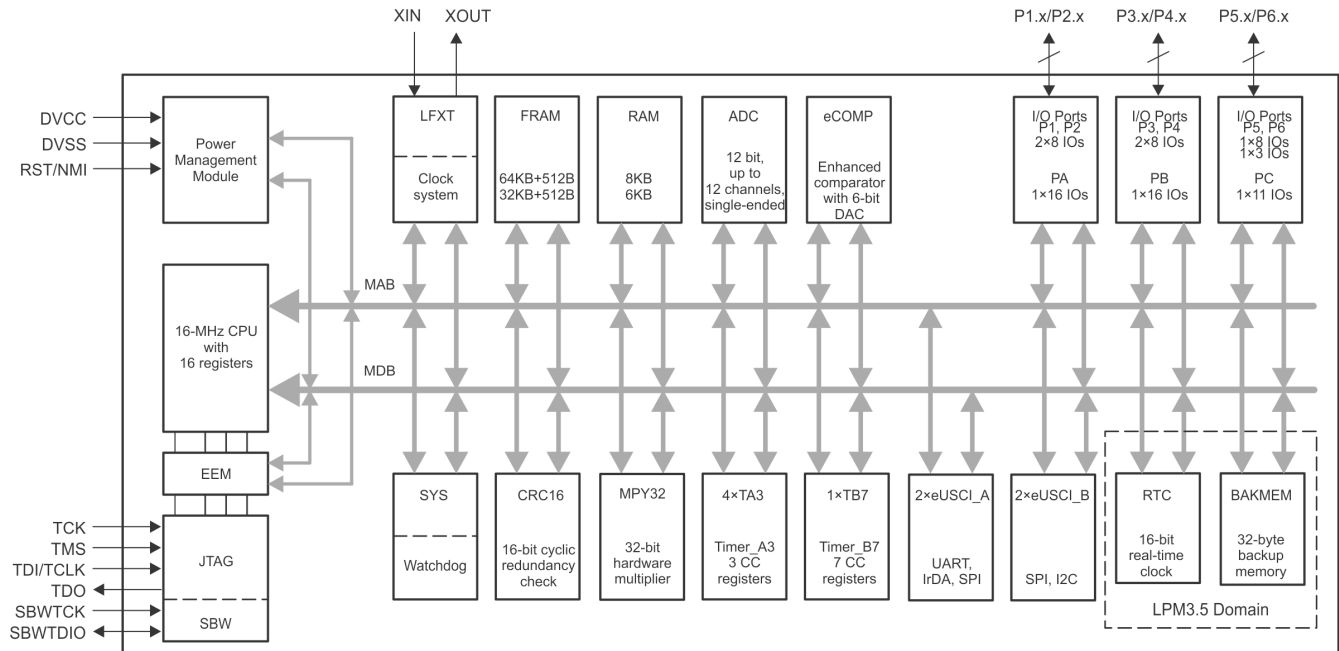 XIN
XOUT
P1.x/P2.x
P3.x/P4.x
P5.x/P6.x
DVCC
DVSS
RST/NMI
Power
Management
Module
LFXT
Clock
system
FRAM
64KB+512B
32KB+512B
RAM
8KB
6KB
ADC
12 bit,
up to
12 channels,
single-ended
eCOMP
Enhanced
comparator
with 6-bit
DAC
I/O Ports
P1, P2
2×8 IOs
PA
1×16 IOs
I/O Ports
P3, P4
2×8 IOs
PB
1×16 IOs
I/O Ports
P5, P6
1×8 IOs
1×3 IOs
PC
1×11 IOs
MAB
16-MHz CPU
with
16 registers
MDB
EEM
TCK
TMS
TDI/TCLK
TDO
SBWTCK
SBWTDIO
JTAG
SBW
SYS
Watchdog
CRC16
16-bit cyclic
redundancy
check
MPY32
32-bit
hardware
multiplier
4×TA3
Timer_A3
3 CC
registers
1×TB7
Timer_B7
7 CC
registers
2×eUSCI_A
UART,
IrDA, SPI
2×eUSCI_B
SPI, I2C
RTC
16-bit
real-time
clock
BAKMEM
32-byte
backup
memory
LPM3.5 Domain